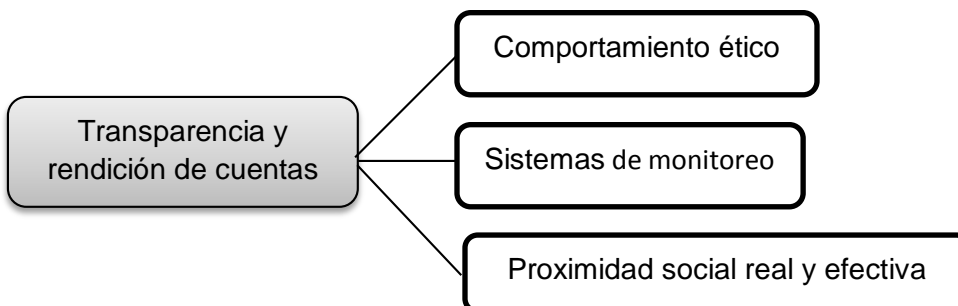 Comportamiento ético
Transparencia y
rendición de cuentas
Sistemas de monitoreo
Proximidad social real y efectiva